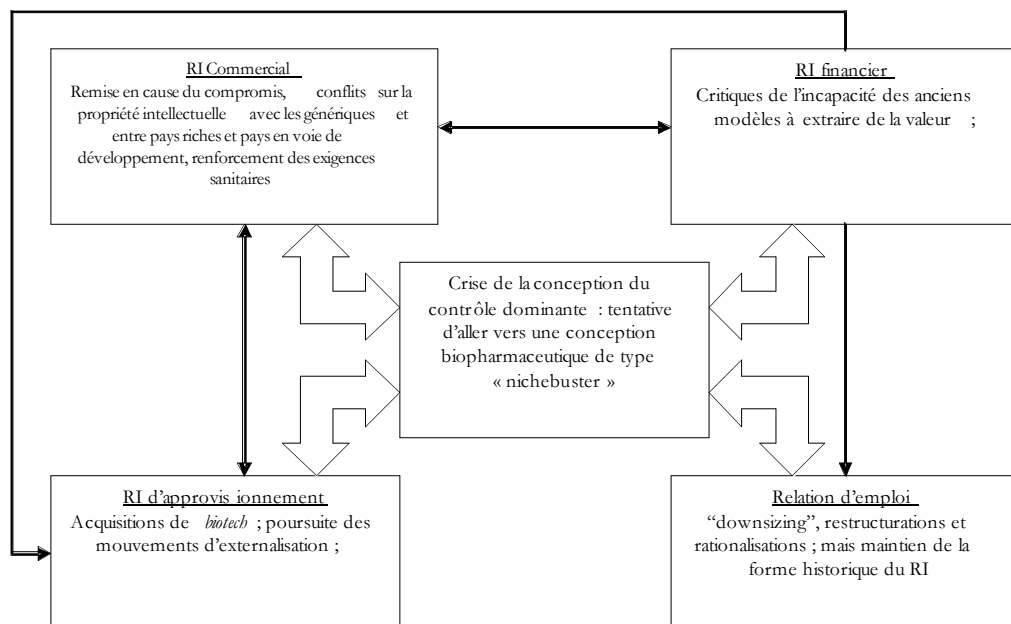 RI Commercial
Remise en cause du compromis, conflits sur la
propriété intellectuelle avec les génériques et
entre pays riches et pays en voie de
développement, renforcement des exigences
sanitaires
RI financier
Critiques de l'incapacité des anciens
modèles à extraire de la valeur ;
Crise de la conception du
contrôle dominante : tentative
d'aller vers une conception
biopharmaceutique de type
« nichebuster »
RI d'approvis ionnement
Acquisitions de biotech ; poursuite des
mouvements d'externalisation ;
Relation d'emploi
“downsizing”, restructurations et
rationalisations ; mais maintien de la
forme historique du RI